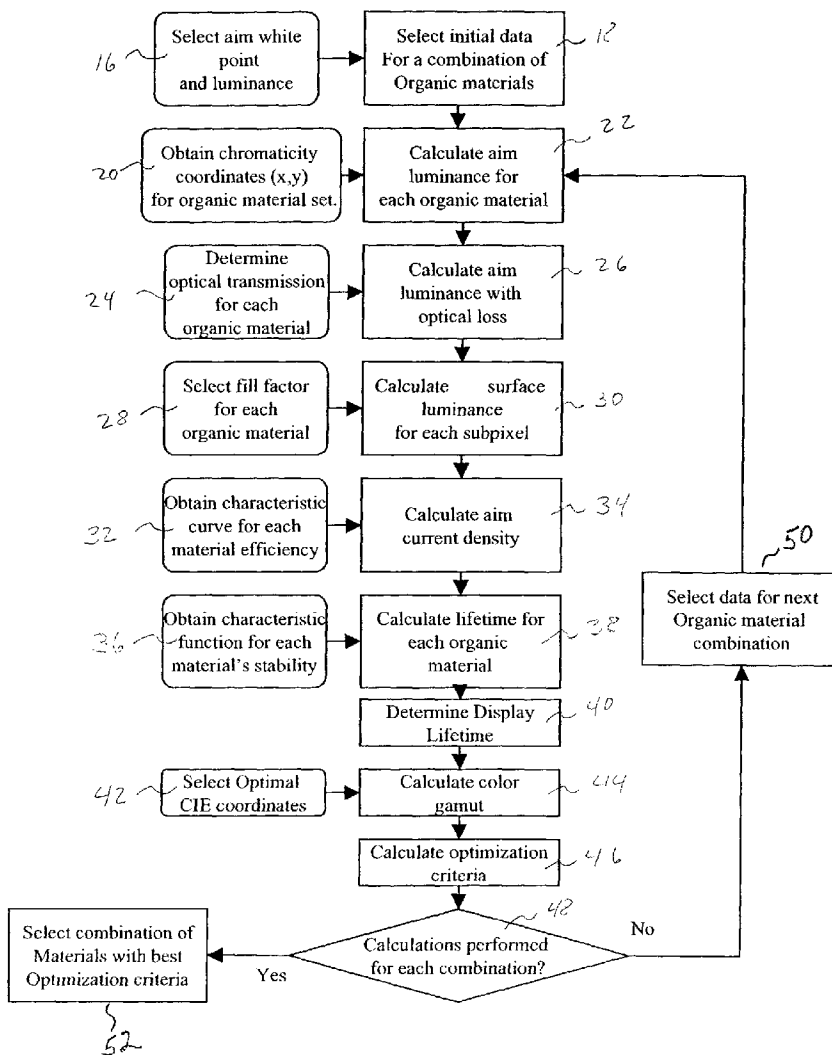 Select aim white
point
and luminance
16
Select initial data
For a combination of
Organic materials
18
Obtain chromaticity
coordinates (x,y)
for organic material set.
20
Calculate aim
luminance for
each organic material
22
Determine
optical transmission
for each
organic material
24
Calculate aim
luminance with
optical loss
26
Select fill factor
for each
organic material
28
Calculate surface
luminance
for each subpixel
30
Obtain characteristic
curve for each
material efficiency
32
Calculate aim
current density
34
Obtain characteristic
function for each
material's stability
36
Calculate lifetime for
each organic
material
38
Select data for next
Organic material
combination
50
Determine Display
Lifetime
40
Select Optimal
CIE coordinates
42
Calculate color
gamut
44
Calculate optimization
criteria
46
Calculations performed
for each combination?
48
No
Yes
Select combination of
Materials with best
Optimization criteria
52